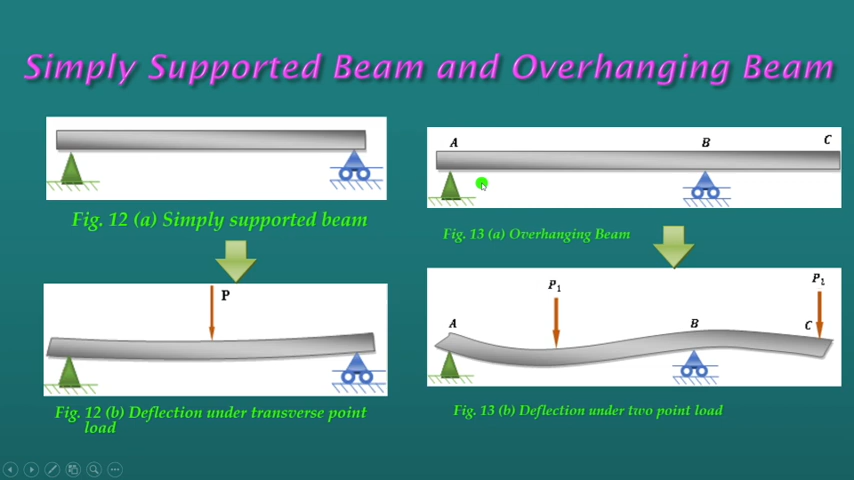 Simply Supported Beam and Overhanging Beam
Fig. 12 (a) Simply supported beam
P
Fig. 12 (b) Deflection under transverse point
load
A B C
Fig. 13 (a) Overhanging Beam
P1 P2
A B C
Fig. 13 (b) Deflection under two point load